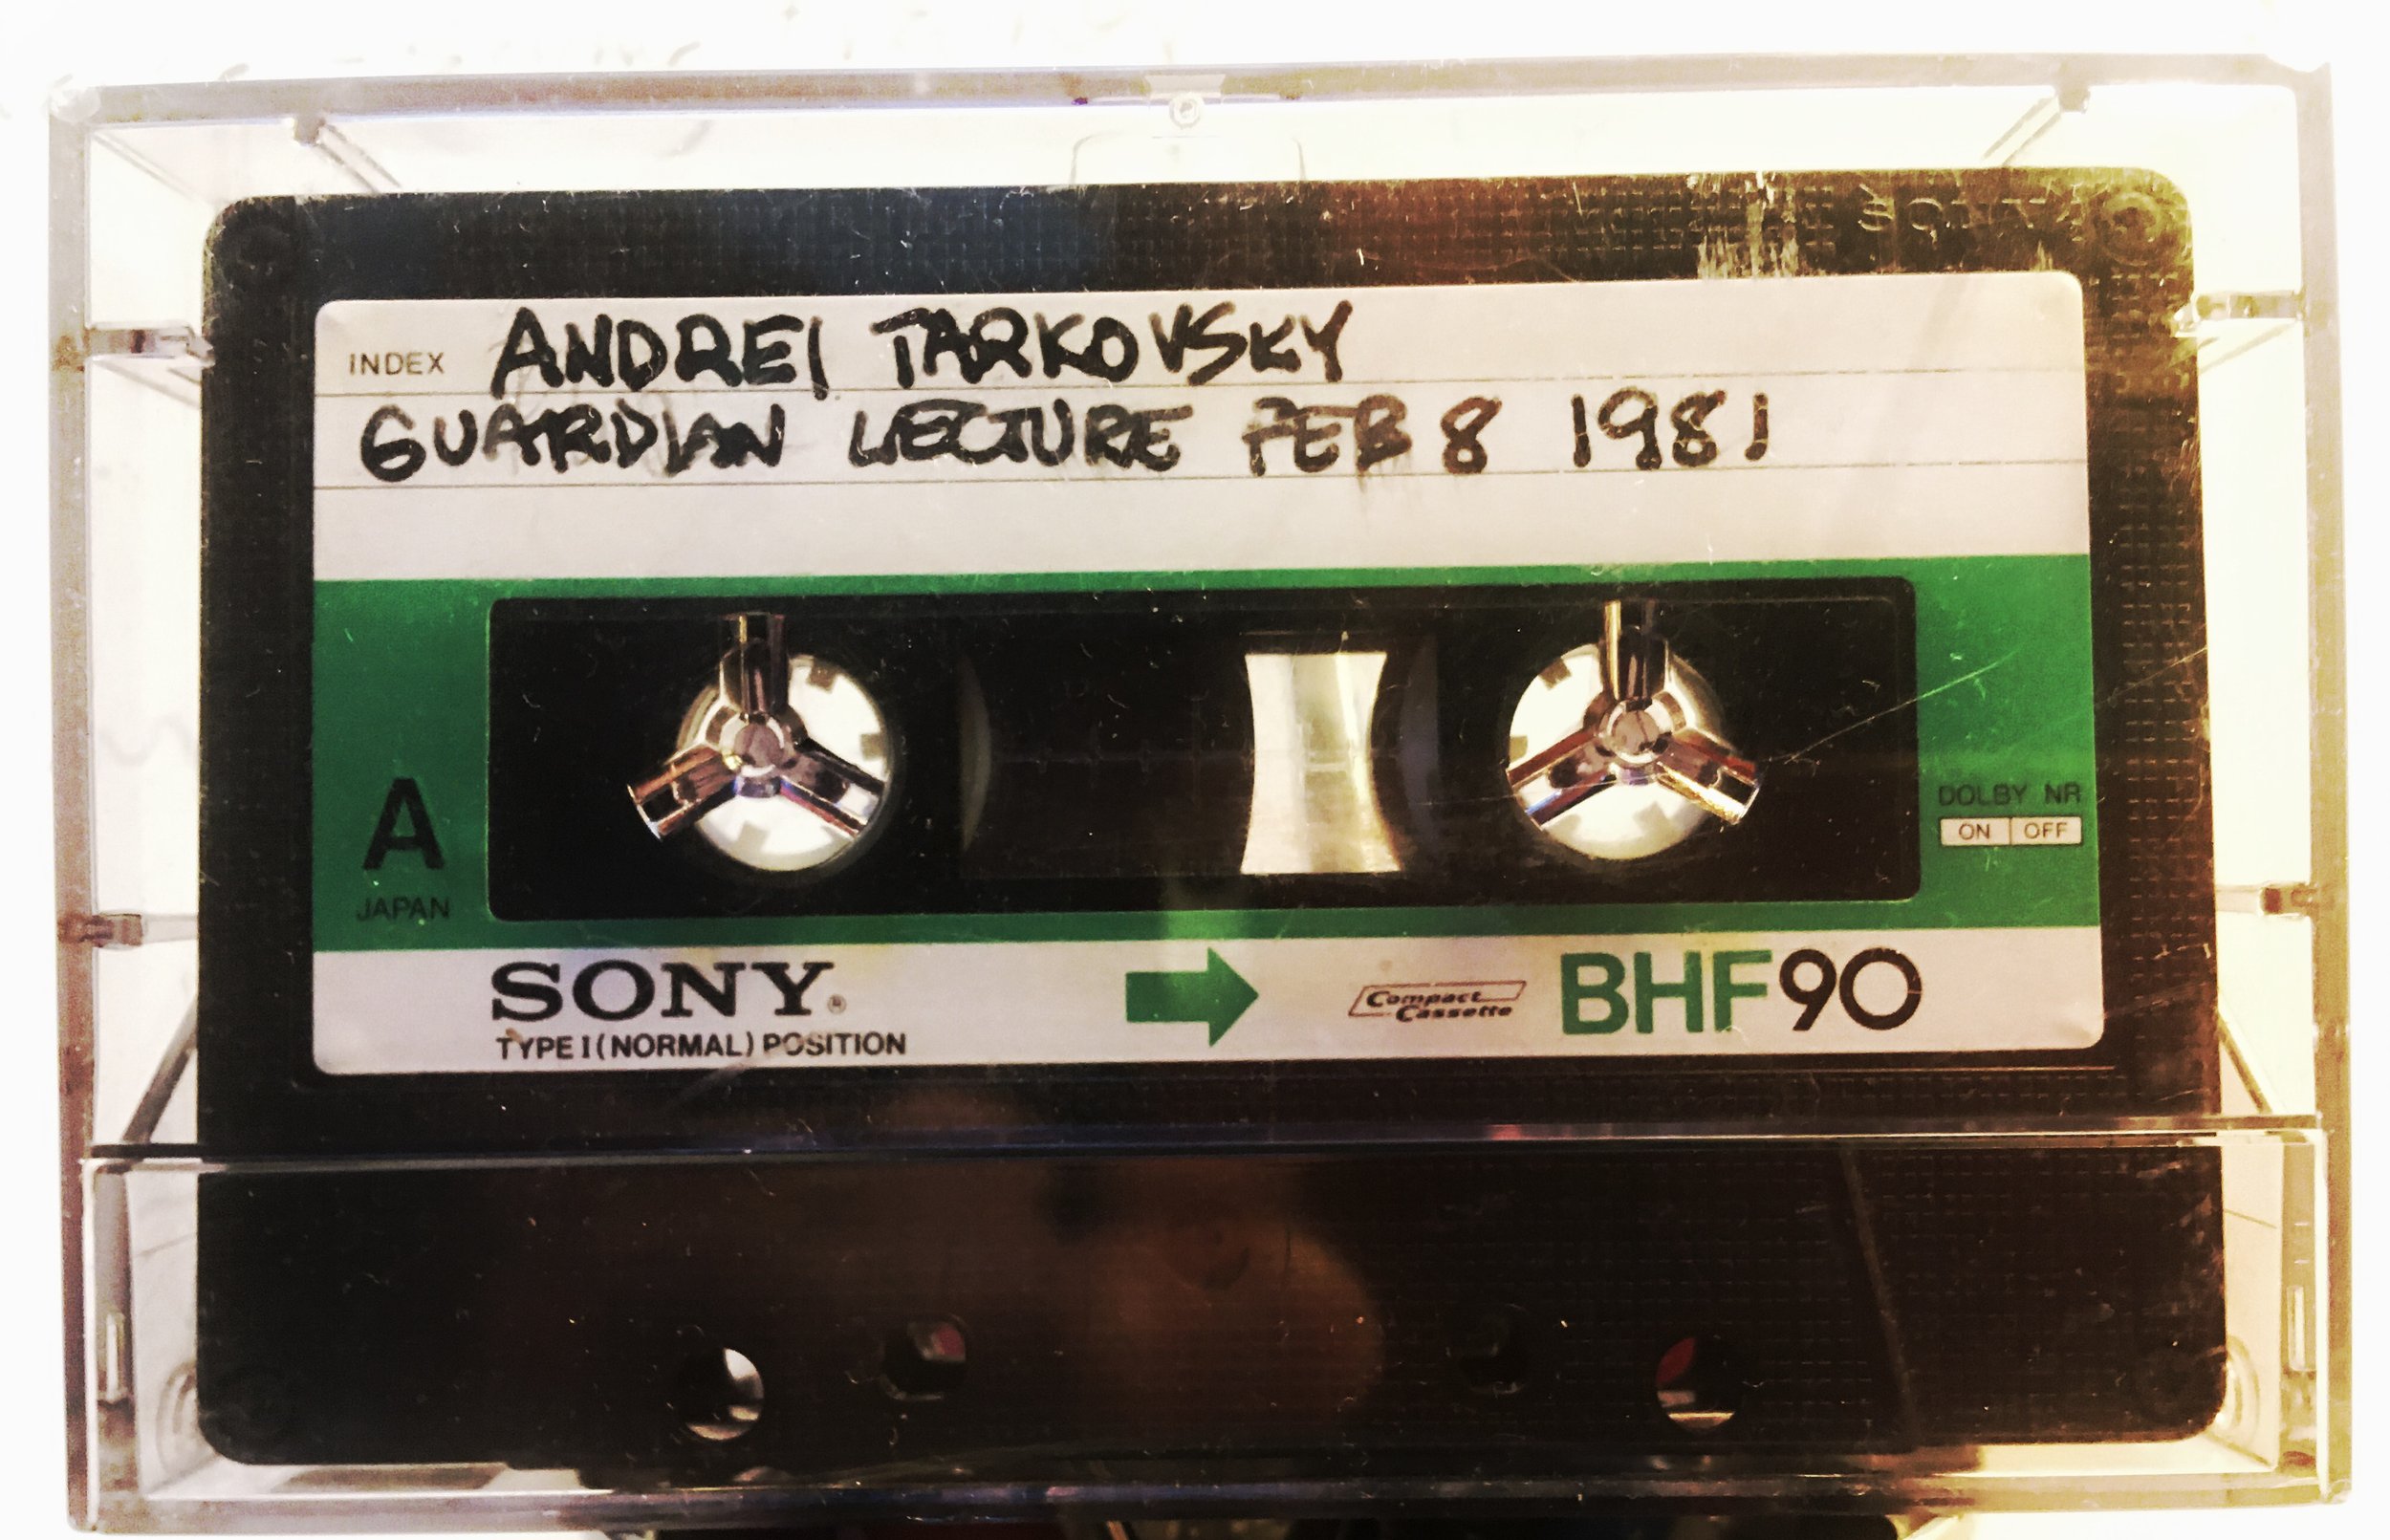 SONY
INDEX ANDREI TARKOVSKY
GUARDIAN LECTURE FEB 8 1981
A
JAPAN
DOLBY NR
ON OFF
SONY®
TYPE I (NORMAL) POSITION
Compact
Cassette
BHF90